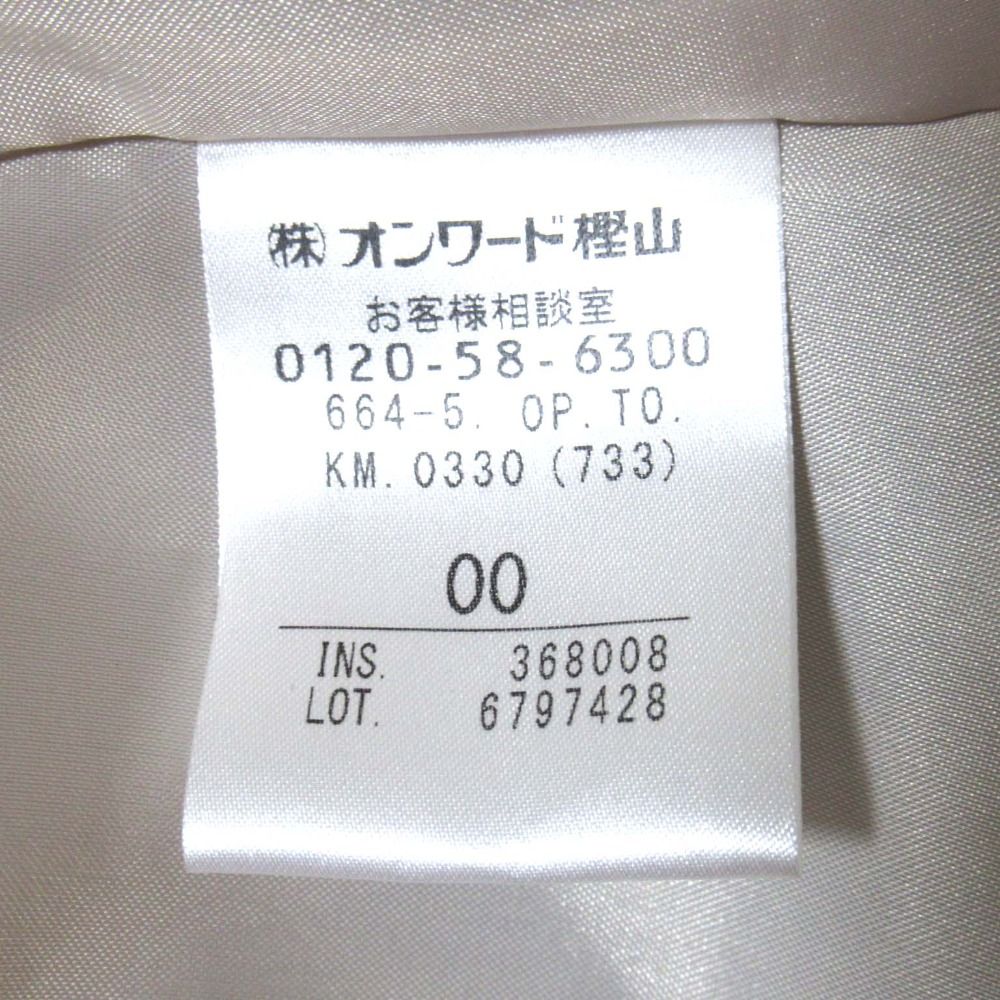 ㈱オンワード樫山
お客様相談室
0120-58-6300
664-5. OP. TO.
KM. 0330 (733)
00
INS. 368008
LOT. 6797428